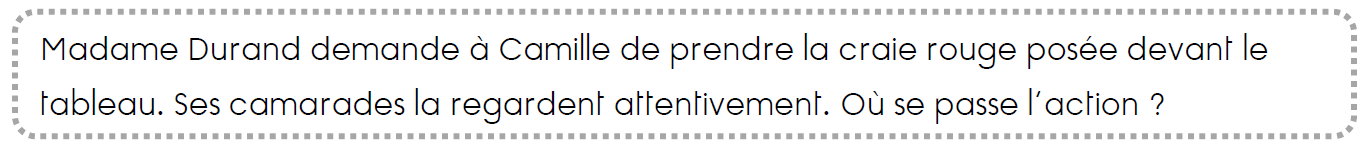 Madame Durand demande à Camille de prendre la craie rouge posée devant le
tableau. Ses camarades la regardent attentivement. Où se passe l'action ?